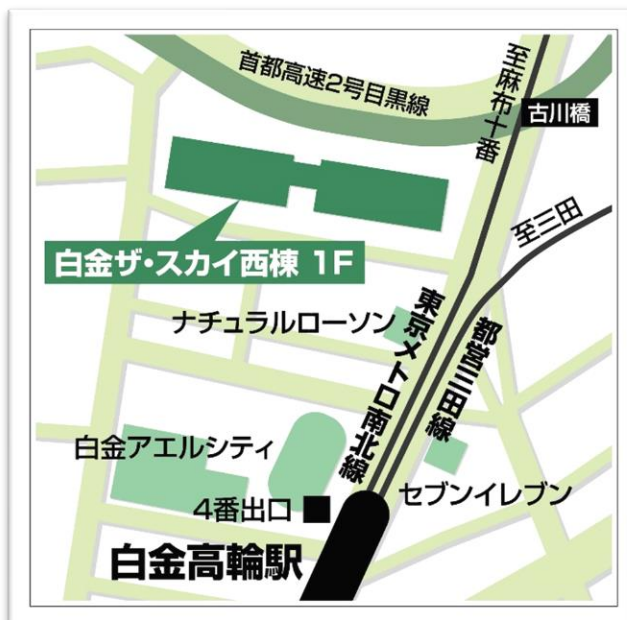 首都高速2号目黒線
至麻布十番
古川橋
至三田
白金ザ・スカイ西棟 1F
ナチュラルローソン
東京メトロ南北線
都営三田線
白金アエルシティ
セブンイレブン
4番出口
白金高輪駅